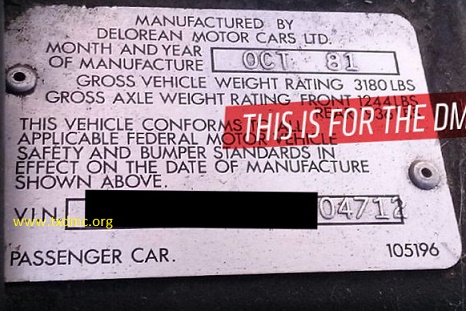 MANUFACTURED BY
DELOREAN MOTOR CARS LTD.
MONTH AND YEAR
OF MANUFACTURE OCT 81
GROSS VEHICLE WEIGHT RATING 3180 LBS
GROSS AXLE WEIGHT RATING FRONT 1244 LBS
THIS IS FOR THE DM
THIS VEHICLE CONFORMS
APPLICABLE FEDERAL MOTOR VEHICLE
SAFETY AND BUMPER STANDARDS IN
EFFECT ON THE DATE OF MANUFACTURE
SHOWN ABOVE.
V.I.N. 04712
www.txdmc.org
PASSENGER CAR. 105196